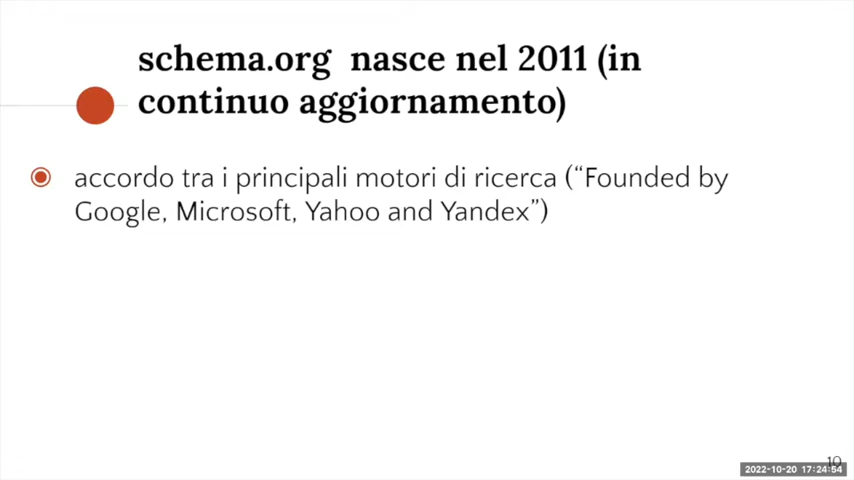 schema.org nasce nel 2011 (in
continuo aggiornamento)
accordo tra i principali motori di ricerca (“Founded by
Google, Microsoft, Yahoo and Yandex”)
10
2022-10-20 17:24:54